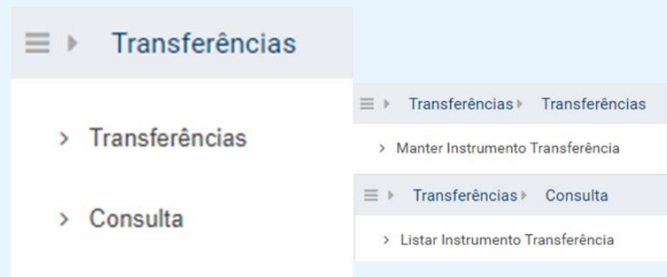 Transferências
Transferências
Consulta
Transferências Transferências
Manter Instrumento Transferência
Transferências Consulta
Listar Instrumento Transferência